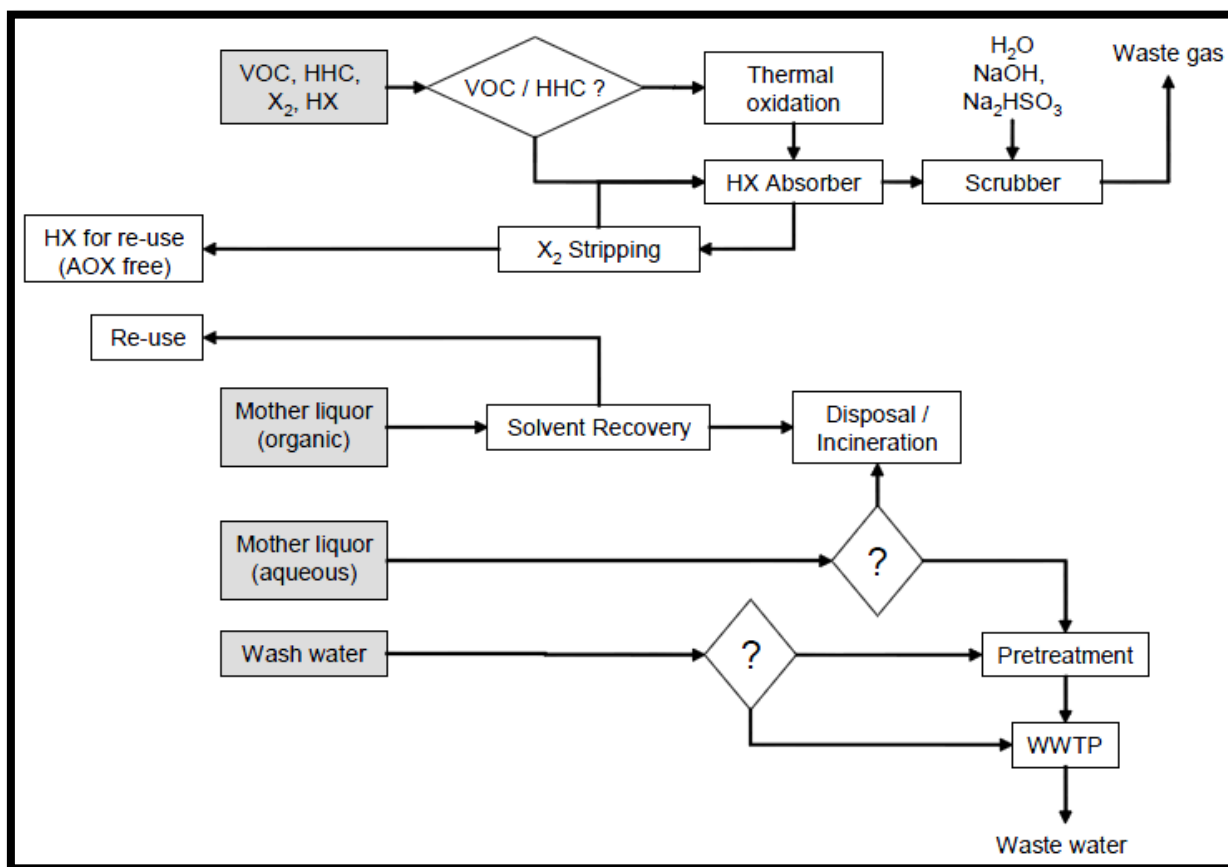 VOC, HHC,
X₂, HX
VOC / HHC ?
Thermal
oxidation
H₂O
NaOH,
Na₂HSO₃
Waste gas
HX Absorber
Scrubber
HX for re-use
(AOX free)
X₂ Stripping
Re-use
Mother liquor
(organic)
Solvent Recovery
Disposal /
Incineration
Mother liquor
(aqueous)
?
Wash water
?
Pretreatment
WWTP
Waste water